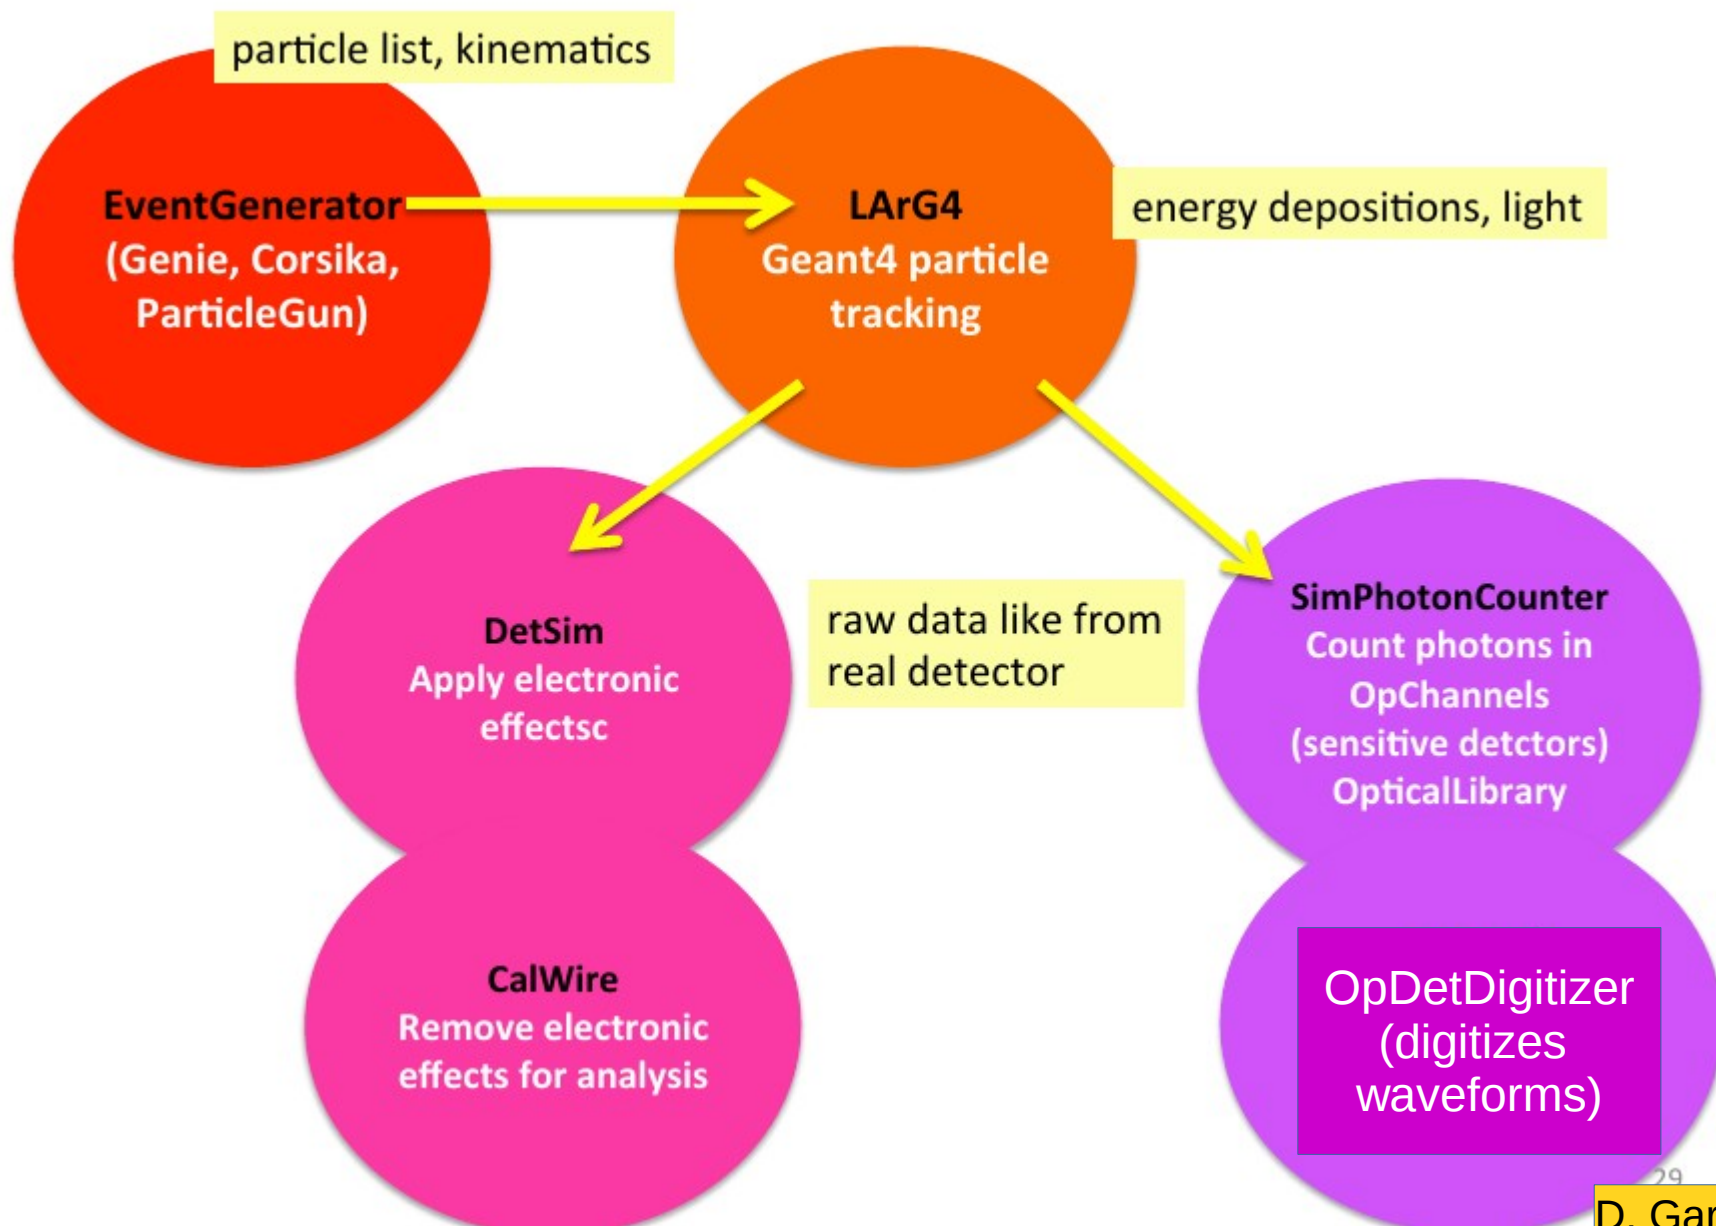 particle list, kinematics
EventGenerator
(Genie, Corsika,
ParticleGun)
LArG4
Geant4 particle
tracking
energy depositions, light
DetSim
Apply electronic
effectsc
raw data like from
real detector
SimPhotonCounter
Count photons in
OpChannels
(sensitive detctors)
OpticalLibrary
CalWire
Remove electronic
effects for analysis
OpDetDigitizer
(digitizes
waveforms)
29
D. Gar